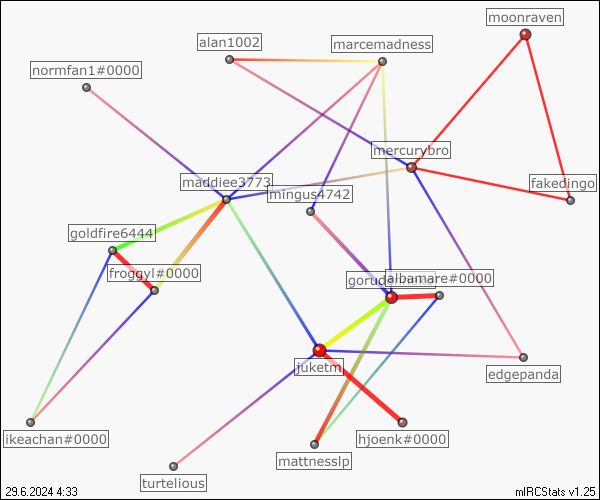 moonraven
alan1002
marcemadness
normfan1#0000
mercurybro
maddiee3773
fakedingo
mingus4742
goldfire6444
froggyl#0000
albamare#0000
juketm
edgepanda
ikeachan#0000
hjoenk#0000
mattnesslp
turtelious
29.6.2024 4:33
mIRCStats v1.25